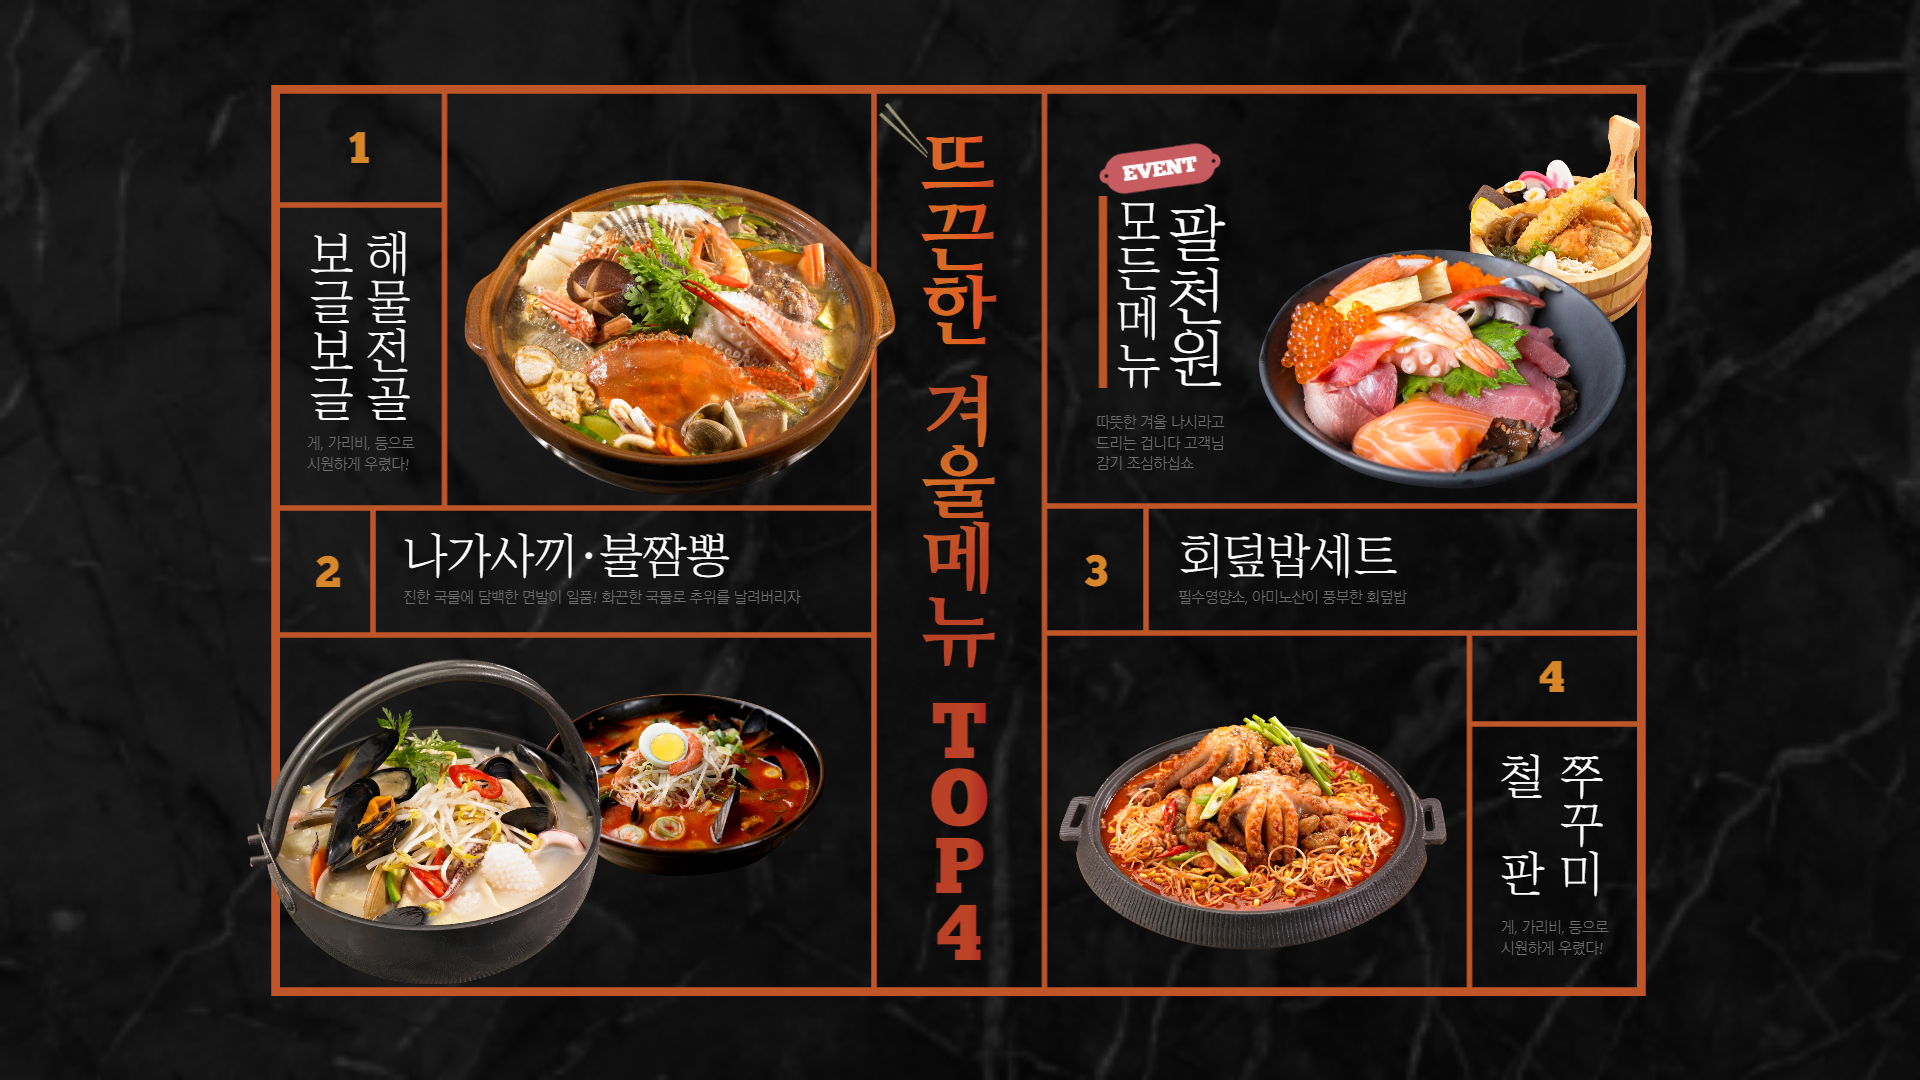 1
해물전골
보글보글
게, 가리비, 등으로
시원하게 우렸다!
2
나가사끼·불짬뽕
진한 국물에 담백한 면발이 일품! 화끈한 국물로 추위를 날려버리자
뜨끈한 겨울메뉴 TOP4
EVENT
팔천원
모든메뉴
따뜻한 겨울 나시라고
드리는 겁니다 고객님
감기 조심하십쇼
3
회덮밥세트
필수영양소, 아미노산이 풍부한 회덮밥
4
쭈꾸미
철판
게, 가리비, 등으로
시원하게 우렸다!